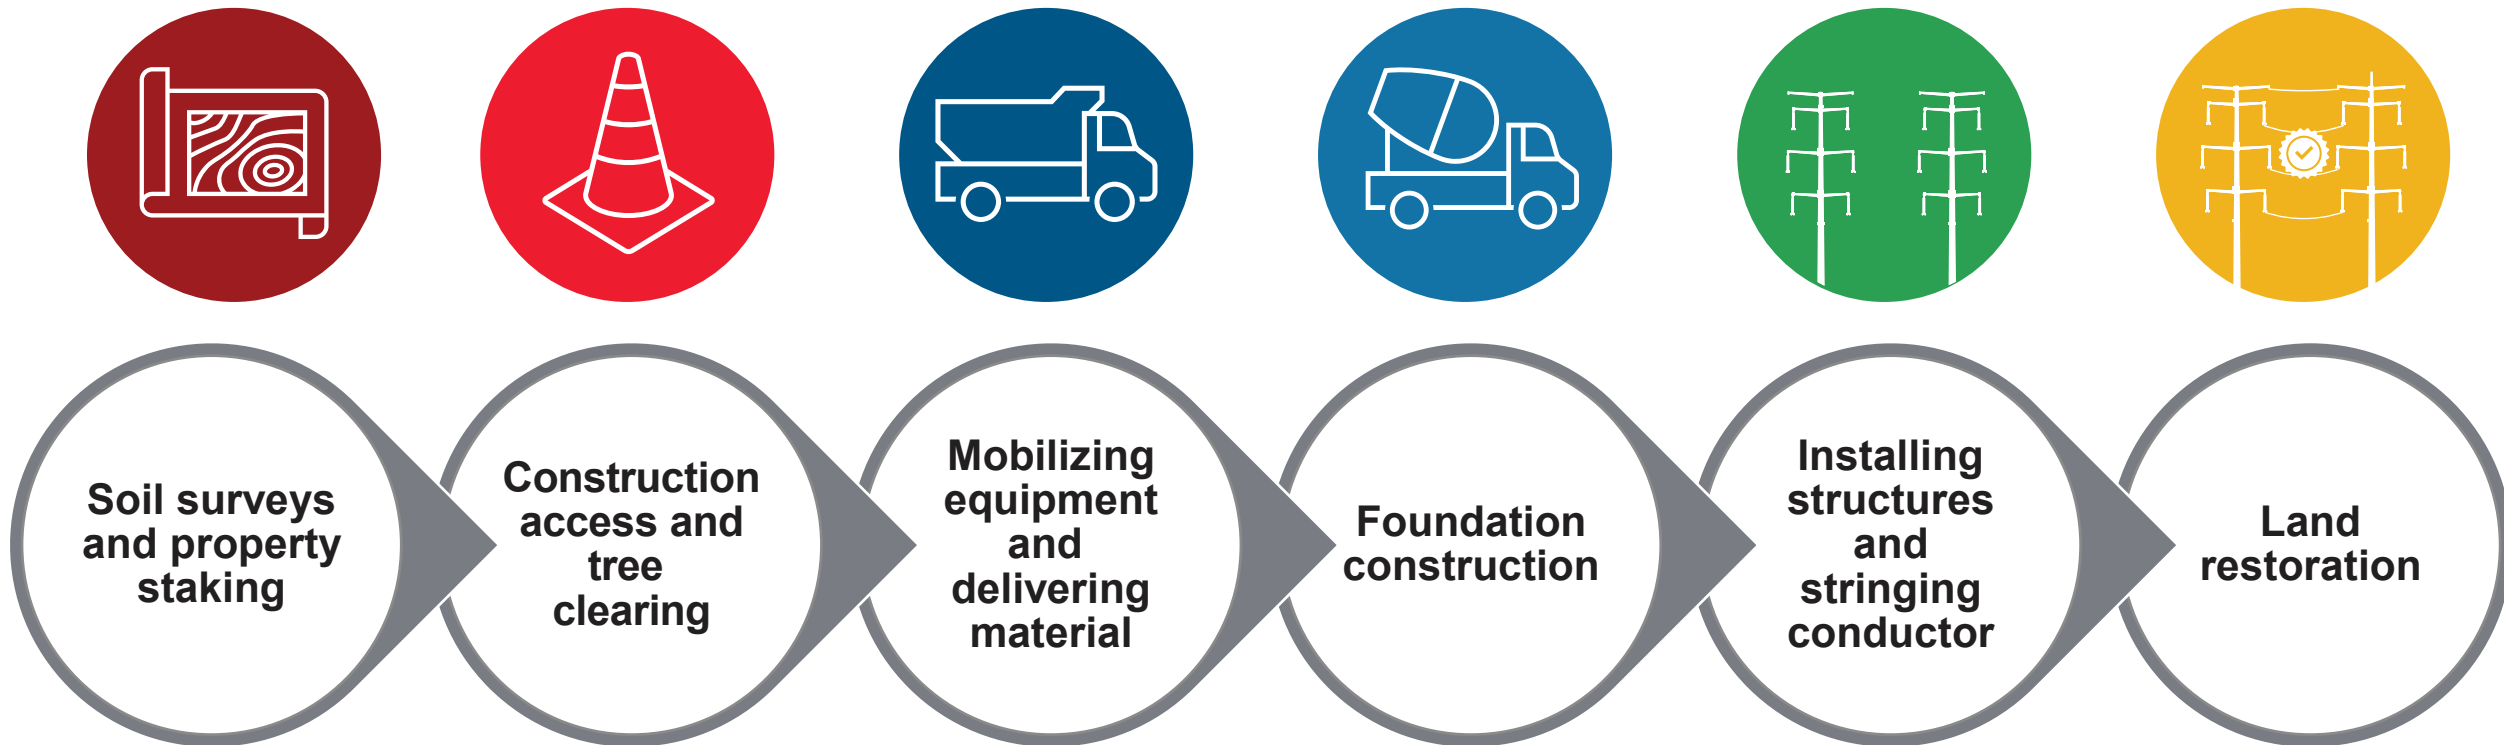 Soil surveys
and property
staking
Construction
access and
tree
clearing
Mobilizing
equipment
and
delivering
material
Foundation
construction
Installing
structures
and
stringing
conductor
Land
restoration